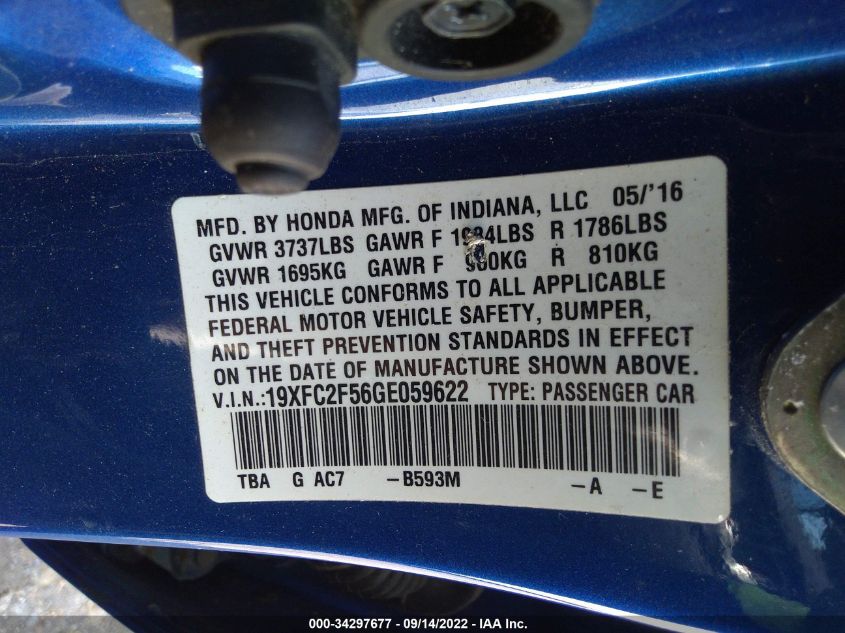 MFD. BY HONDA MFG. OF INDIANA, LLC 05/'16
GVWR 3737LBS GAWR F 1984LBS R 1786LBS
GVWR 1695KG GAWR F 900KG R 810KG
THIS VEHICLE CONFORMS TO ALL APPLICABLE
FEDERAL MOTOR VEHICLE SAFETY, BUMPER,
AND THEFT PREVENTION STANDARDS IN EFFECT
ON THE DATE OF MANUFACTURE SHOWN ABOVE.
V.I.N.:19XFC2F56GE059622 TYPE: PASSENGER CAR
TBA G AC7 -B593M -A -E
000-34297677 - 09/14/2022 - IAA Inc.